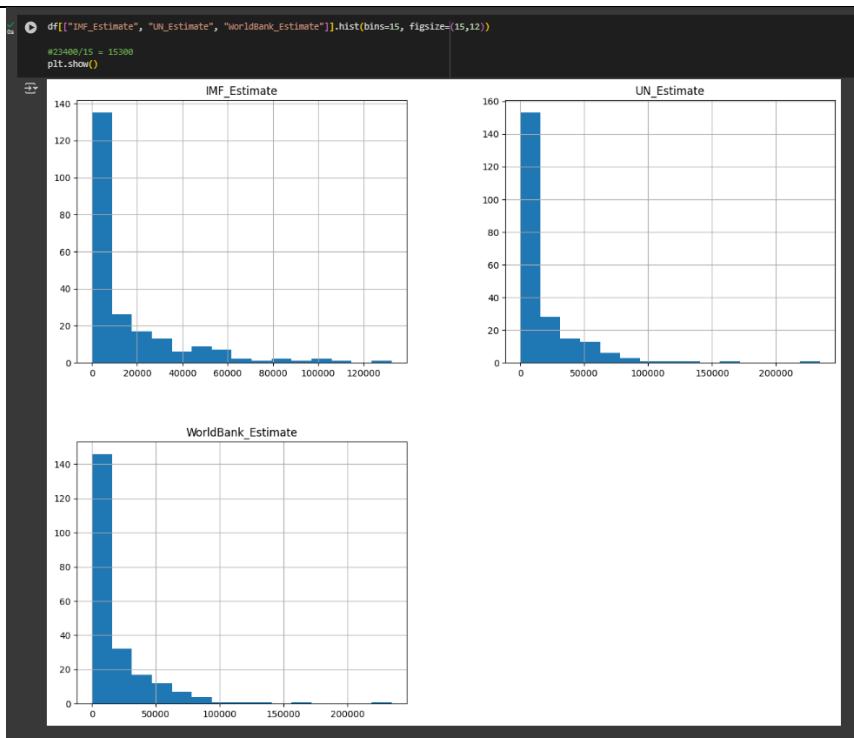 df[["IMF_Estimate", "UN_Estimate", "WorldBank_Estimate"]].hist(bins=15, figsize=(15,12))
#23400/15 = 15300
plt.show()
IMF_Estimate
140
120
100
80
60
40
20
0
0 20000 40000 60000 80000 100000 120000
UN_Estimate
160
140
120
100
80
60
40
20
0
0 50000 100000 150000 200000
WorldBank_Estimate
140
120
100
80
60
40
20
0
0 50000 100000 150000 200000